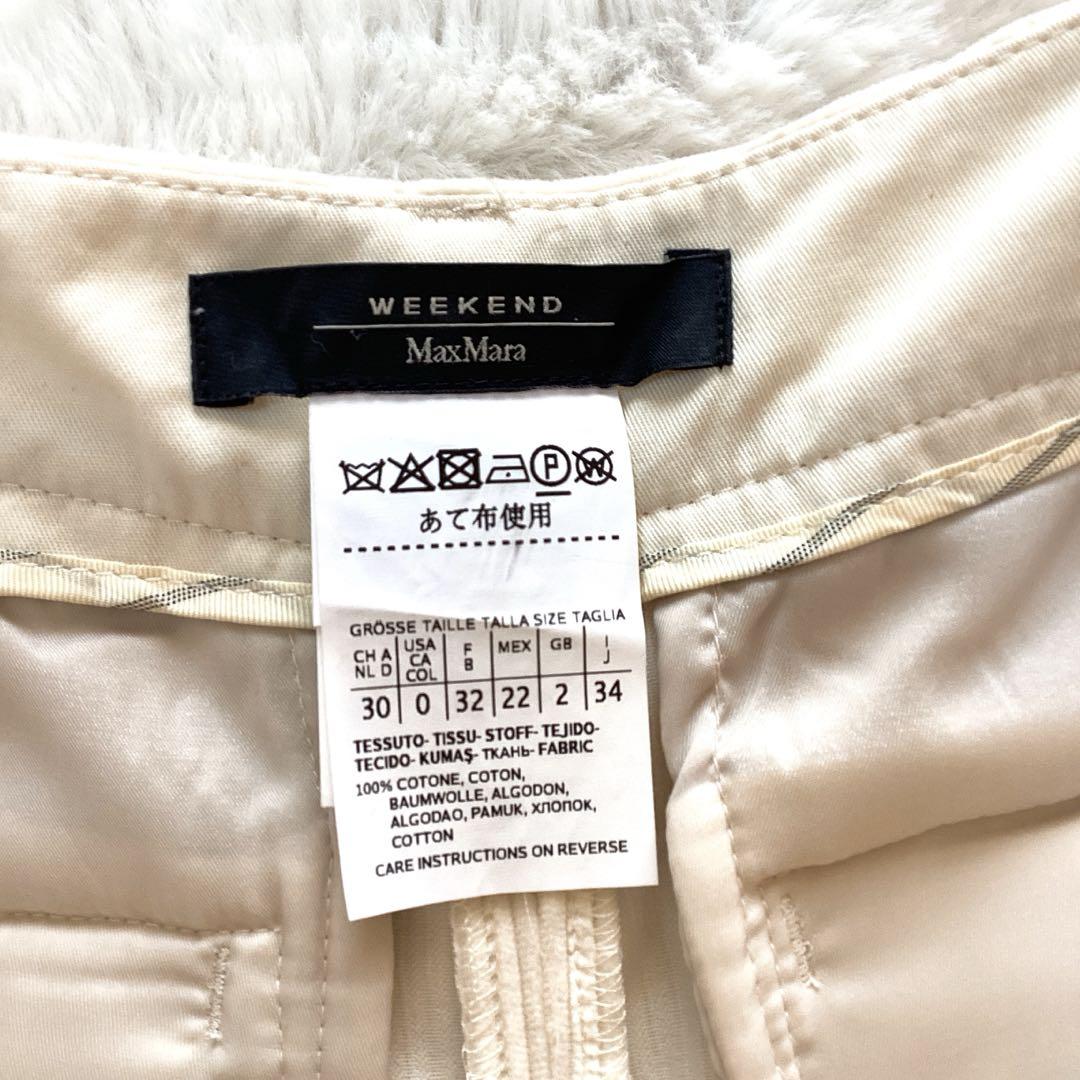 WEEKEND
MaxMara
P W
あて布使用
GRÖSSE TAILLE TALLA SIZE TAGLIA
CH A NL D USA CA COL F B MEX GB I J
30 0 32 22 2 34
TESSUTO- TISSU- STOFF- TEJIDO-
TECIDO- KUMAŞ- ТКАНЬ- FABRIC
100% COTONE, COTON,
BAUMWOLLE, ALGODON,
ALGODAO, PAMUK, ХЛОПОК,
COTTON
CARE INSTRUCTIONS ON REVERSE